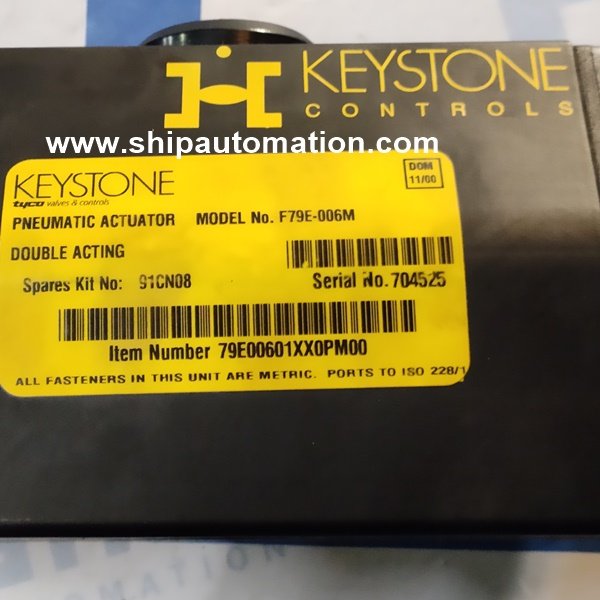 KEYSTONE
CONTROLS
www.shipautomation.com
KEYSTONE
tyco valves & controls
DOM
11/00
PNEUMATIC ACTUATOR MODEL No. F79E-006M
DOUBLE ACTING
Spares Kit No: 91CN08
Serial No. 704525
Item Number 79E00601XX0PM00
ALL FASTENERS IN THIS UNIT ARE METRIC. PORTS TO ISO 228/1
OMATION